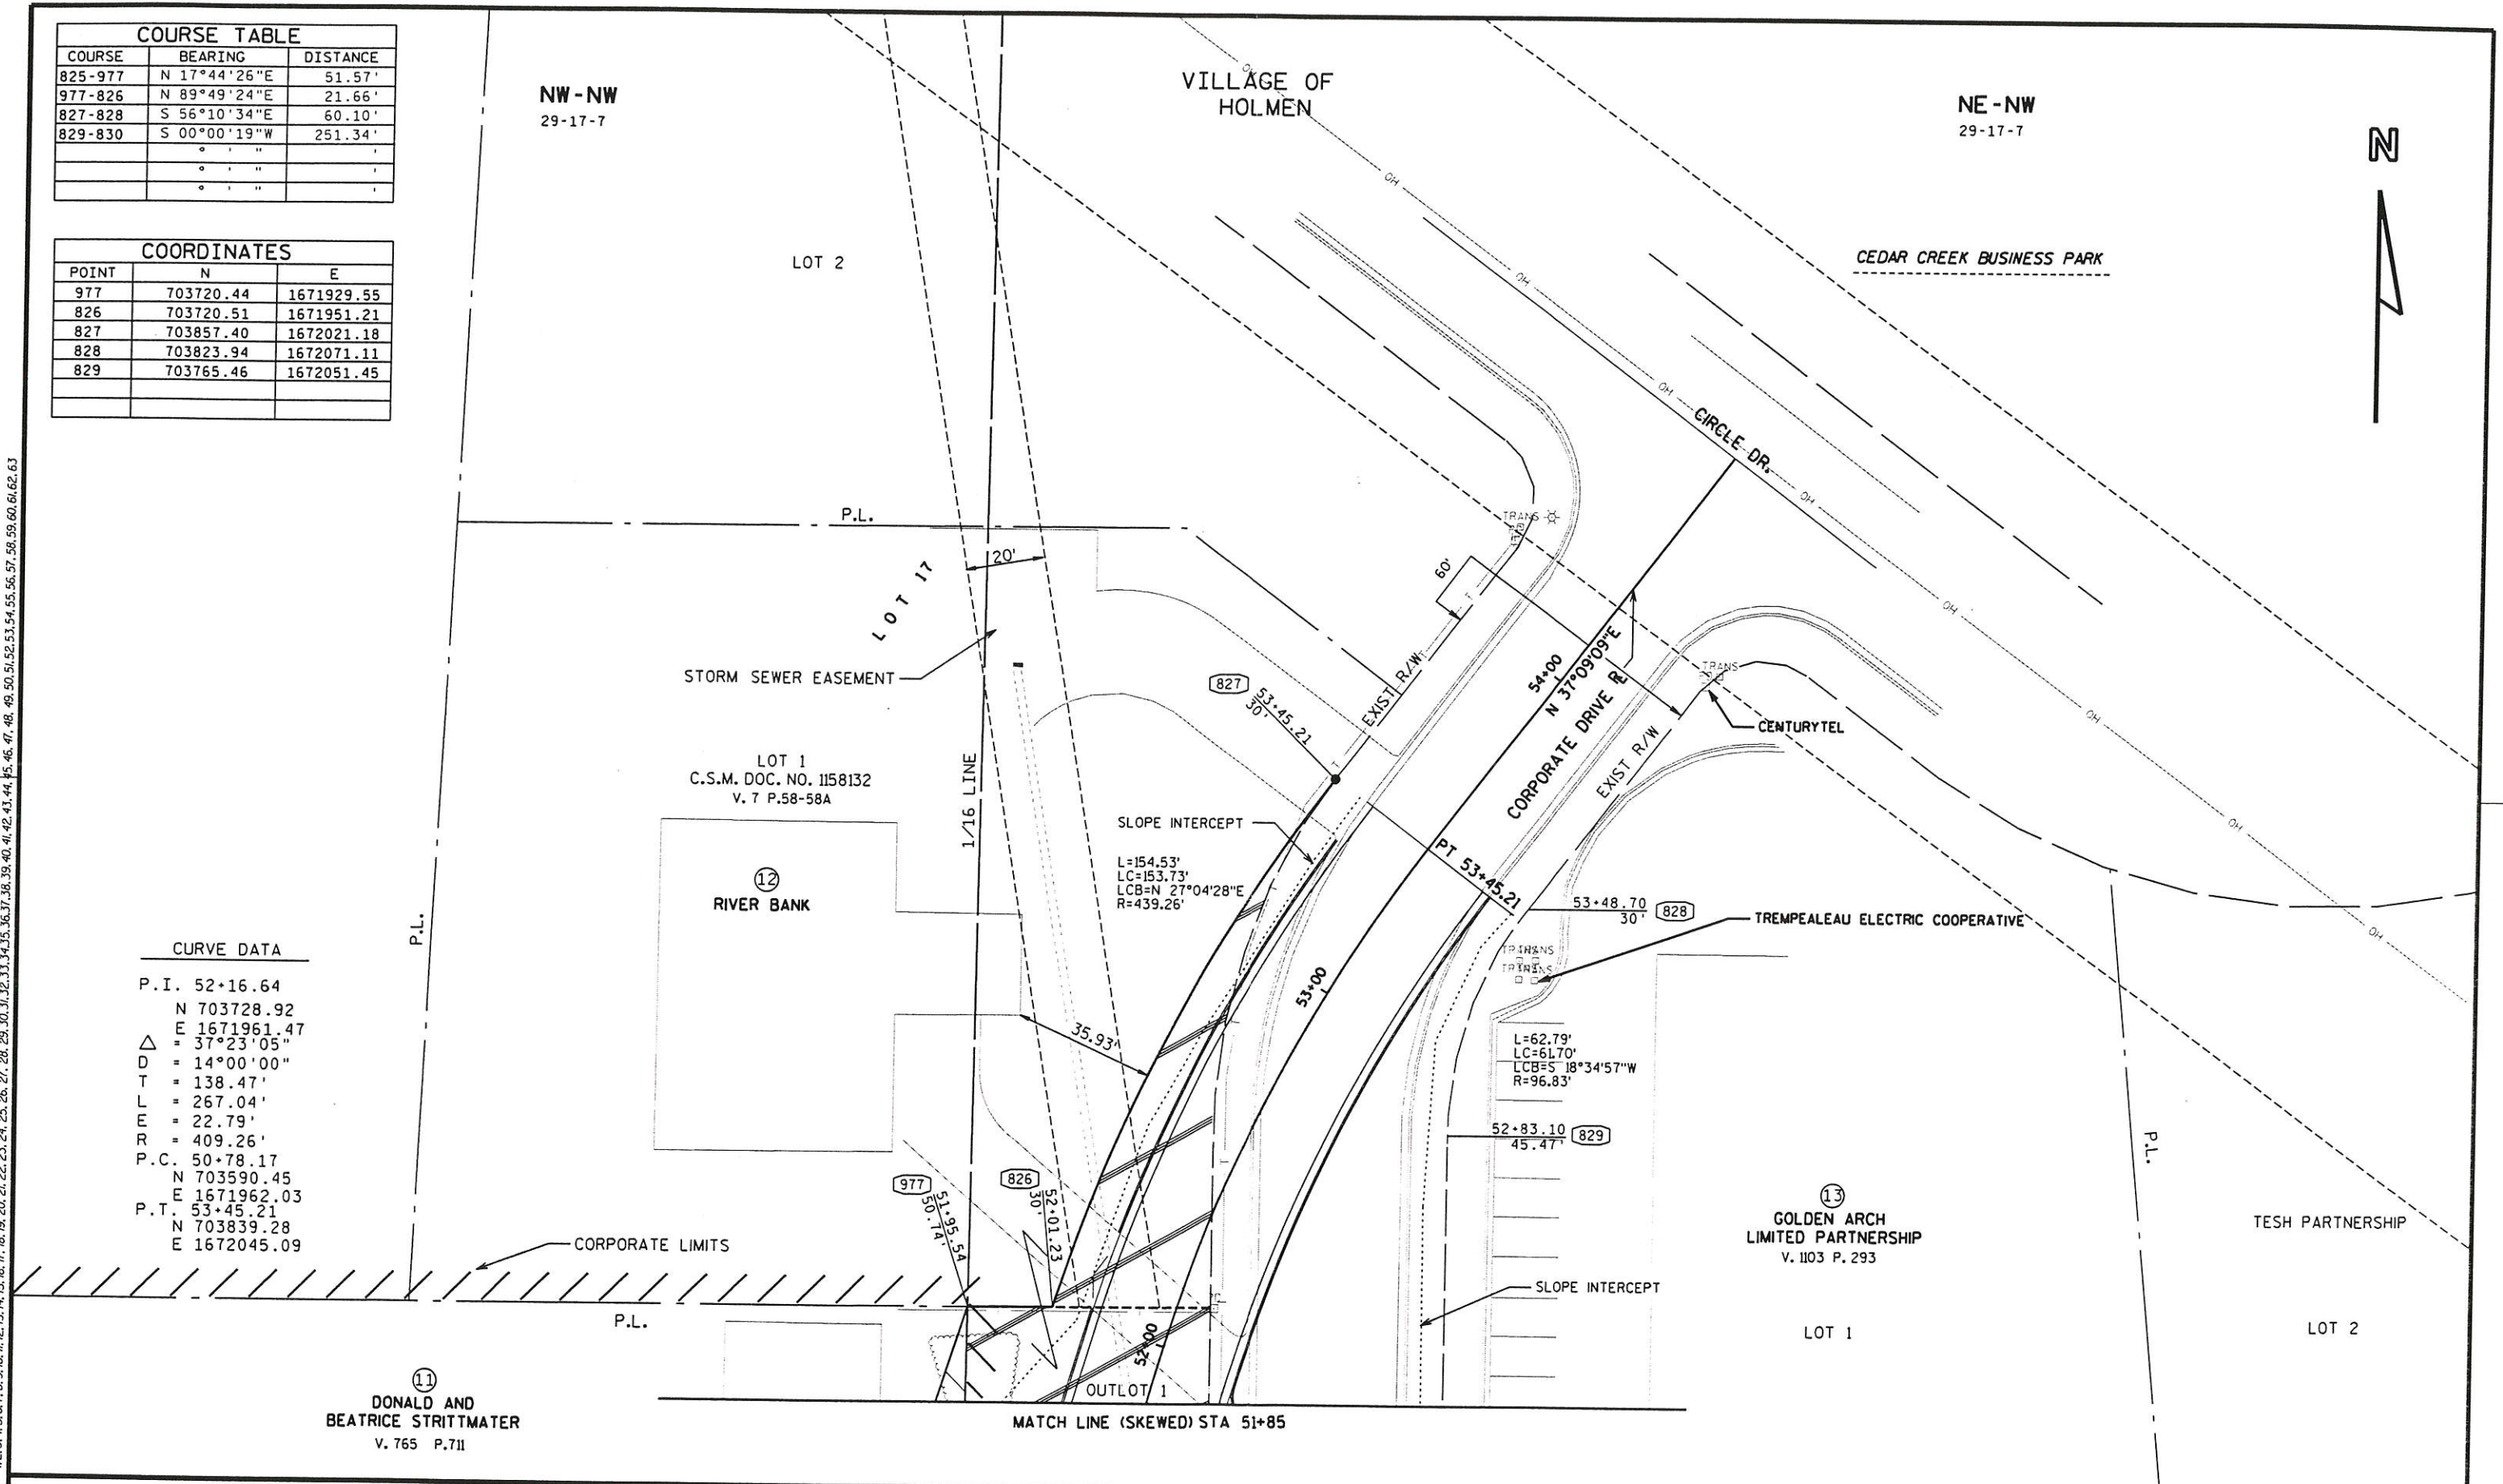 COURSE TABLE
COURSE BEARING DISTANCE
825-977 N 17°44'26"E 51.57'
977-826 N 89°49'24"E 21.66'
827-828 S 56°10'34"E 60.10'
829-830 S 00°00'19"W 251.34'
° ' " '
° ' " '
° ' " '
COORDINATES
POINT N E
977 703720.44 1671929.55
826 703720.51 1671951.21
827 703857.40 1672021.18
828 703823.94 1672071.11
829 703765.46 1672051.45
NW-NW
29-17-7
VILLAGE OF
HOLMEN
NE-NW
29-17-7
N
CEDAR CREEK BUSINESS PARK
LOT 2
OH
OH
OH
OH
CIRCLE DR.
OH
OH
OH
OH
OH
P.L.
20'
LOT 17
STORM SEWER EASEMENT
TRANS
60'
T
T
EXIST R/W
827
53+45.21
30'
54+00
N 37°09'09"E
CORPORATE DRIVE R
TRANS
CENTURYTEL
EXIST R/W
LOT 1
C.S.M. DOC. NO. 1158132
V. 7 P.58-58A
1/16 LINE
SLOPE INTERCEPT
L=154.53'
LC=153.73'
LCB=N 27°04'28"E
R=439.26'
PT 53+45.21
12
RIVER BANK
P.L.
53+48.70
30'
828
TREMPEALEAU ELECTRIC COOPERATIVE
TRANS
TRANS
53+00
35.93'
L=62.79'
LC=61.70'
LCB=S 18°34'57"W
R=96.83'
52+83.10
45.47'
829
CURVE DATA
P.I. 52+16.64
N 703728.92
E 1671961.47
△ = 37°23'05"
D = 14°00'00"
T = 138.47'
L = 267.04'
E = 22.79'
R = 409.26'
P.C. 50+78.17
N 703590.45
E 1671962.03
P.T. 53+45.21
N 703839.28
E 1672045.09
977
51+95.54
50.74'
826
52+01.23
30'
CORPORATE LIMITS
P.L.
P.L.
13
GOLDEN ARCH
LIMITED PARTNERSHIP
V. 1103 P. 293
TESH PARTNERSHIP
SLOPE INTERCEPT
LOT 1
LOT 2
52+00
OUTLOT 1
11
DONALD AND
BEATRICE STRITTMATER
V. 765 P.711
MATCH LINE (SKEWED) STA 51+85